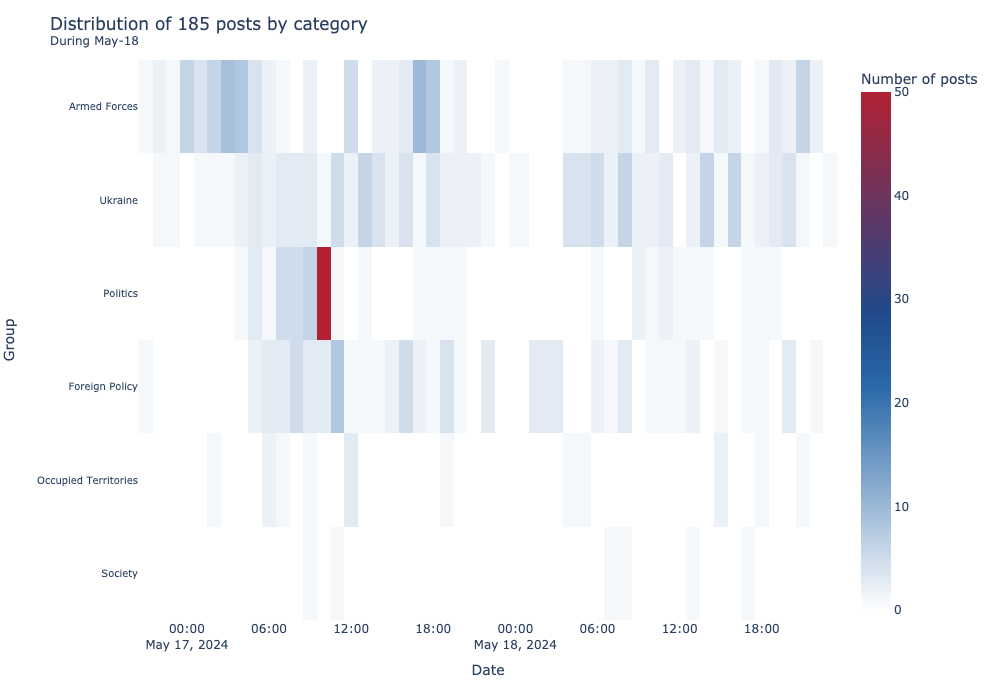 Distribution of 185 posts by category
During May-18
Number of posts
50
40
30
20
10
0
Group
Armed Forces
Ukraine
Politics
Foreign Policy
Occupied Territories
Society
00:00 06:00 12:00 18:00 00:00 06:00 12:00 18:00
May 17, 2024 May 18, 2024
Date